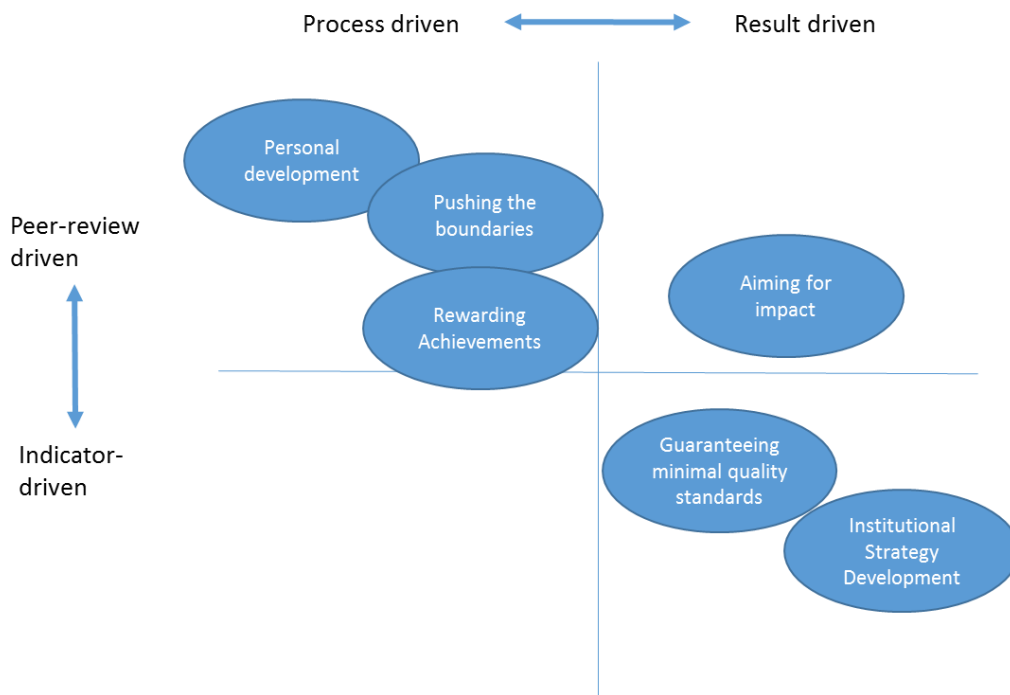 Process driven
Result driven
Personal
development
Pushing the
boundaries
Peer-review
driven
Aiming for
impact
Rewarding
Achievements
Indicator-
driven
Guaranteeing
minimal quality
standards
Institutional
Strategy
Development